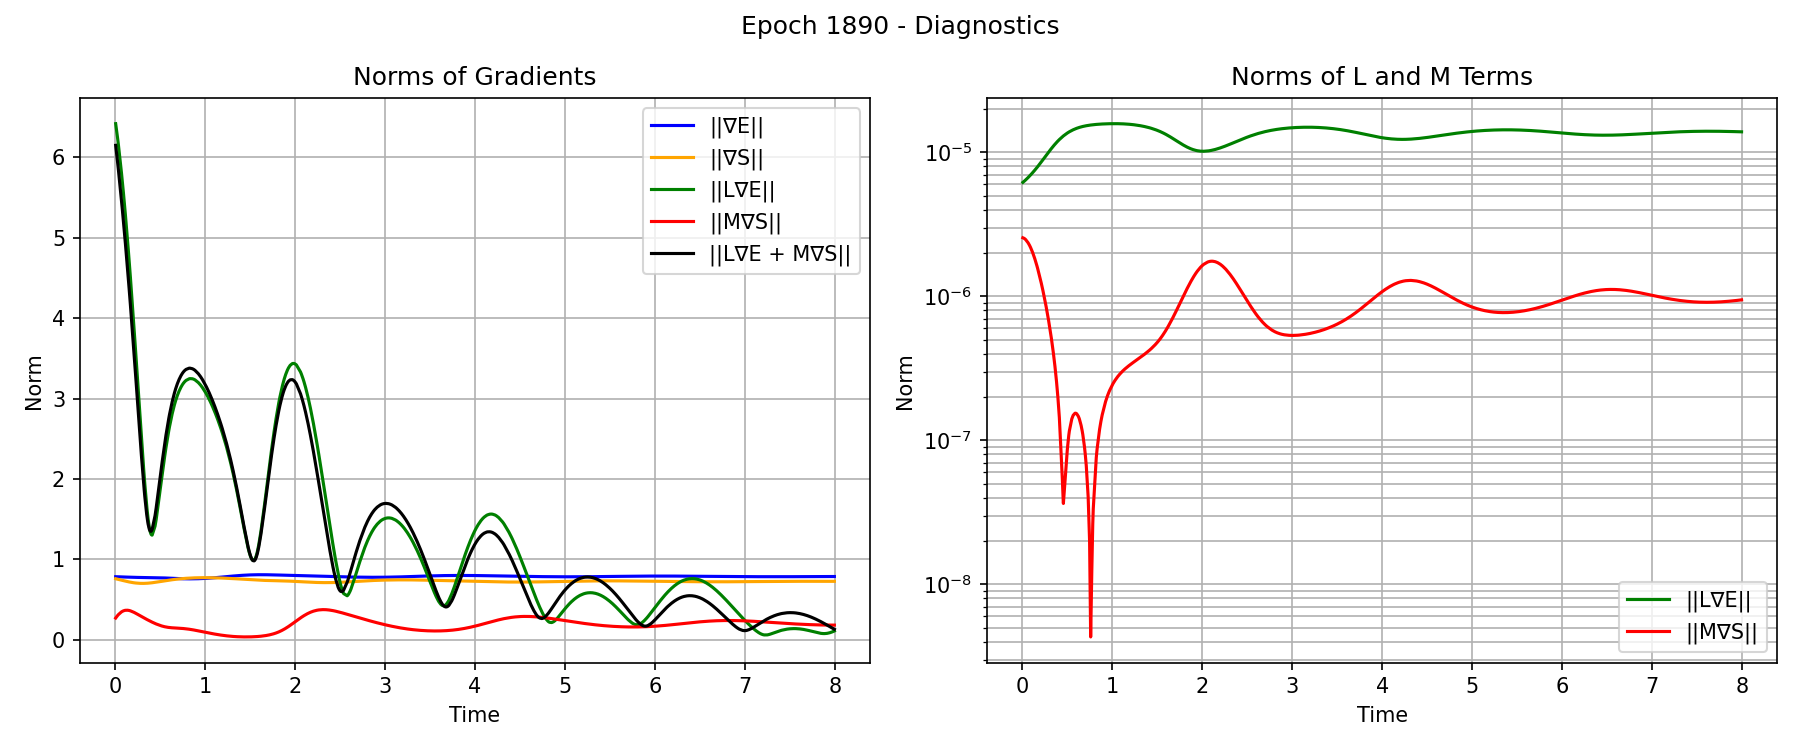 Epoch 1890 - Diagnostics
Norms of Gradients
Norm
6
5
4
3
2
1
0
0 1 2 3 4 5 6 7 8
Time
||∇E||
||∇S||
||L∇E||
||M∇S||
||L∇E + M∇S||
Norms of L and M Terms
Norm
10⁻⁵
10⁻⁶
10⁻⁷
10⁻⁸
0 1 2 3 4 5 6 7 8
Time
||L∇E||
||M∇S||